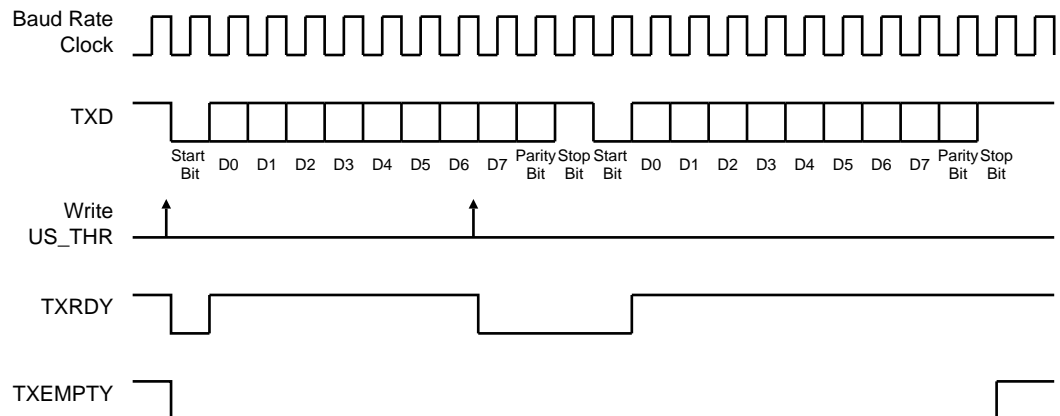 Baud Rate
Clock
TXD
Start
Bit D0 D1 D2 D3 D4 D5 D6 D7 Parity
Bit Stop
Bit Start
Bit D0 D1 D2 D3 D4 D5 D6 D7 Parity
Bit Stop
Bit
Write
US_THR
TXRDY
TXEMPTY